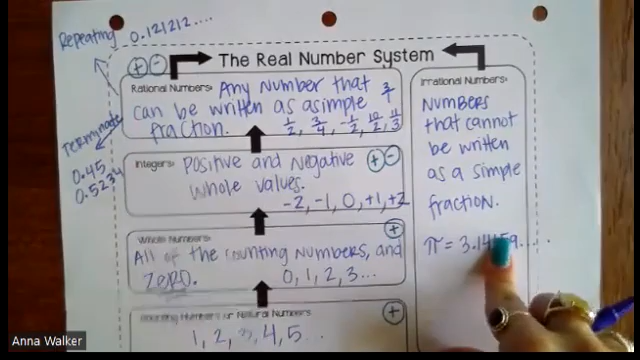 Repeating 0.121212....
The Real Number System
+ -
Rational Numbers: Any Number that
can be written as a simple
fraction. 1/2, 3/4, -1/2, 10/2, 11/3
Terminate
0.45
0.5234
Integers: Positive and Negative
whole values.
+ -
-2, -1, 0, +1, +2
Whole Numbers:
+
All of the counting Numbers, and
ZERO. 0, 1, 2, 3...
Counting Numbers or Natural Numbers
+
1, 2, 3, 4, 5...
Irrational Numbers:
NUMBERS
that cannot
be written
as a simple
fraction.
π = 3.14159....
Anna Walker